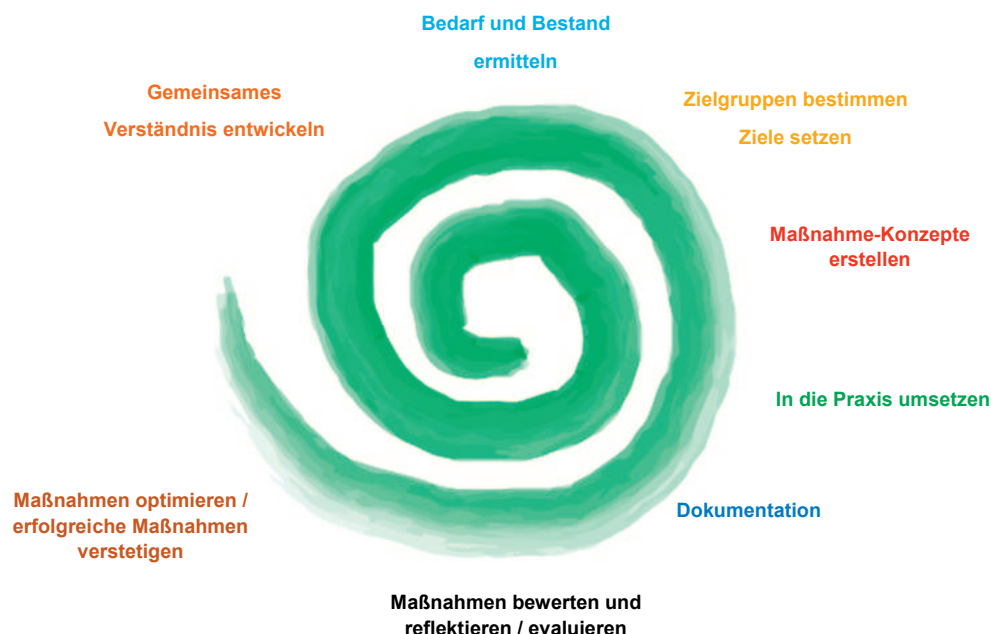 Bedarf und Bestand
ermitteln
Gemeinsames
Verständnis entwickeln
Zielgruppen bestimmen
Ziele setzen
Maßnahme-Konzepte
erstellen
In die Praxis umsetzen
Dokumentation
Maßnahmen optimieren /
erfolgreiche Maßnahmen
verstetigen
Maßnahmen bewerten und
reflektieren / evaluieren